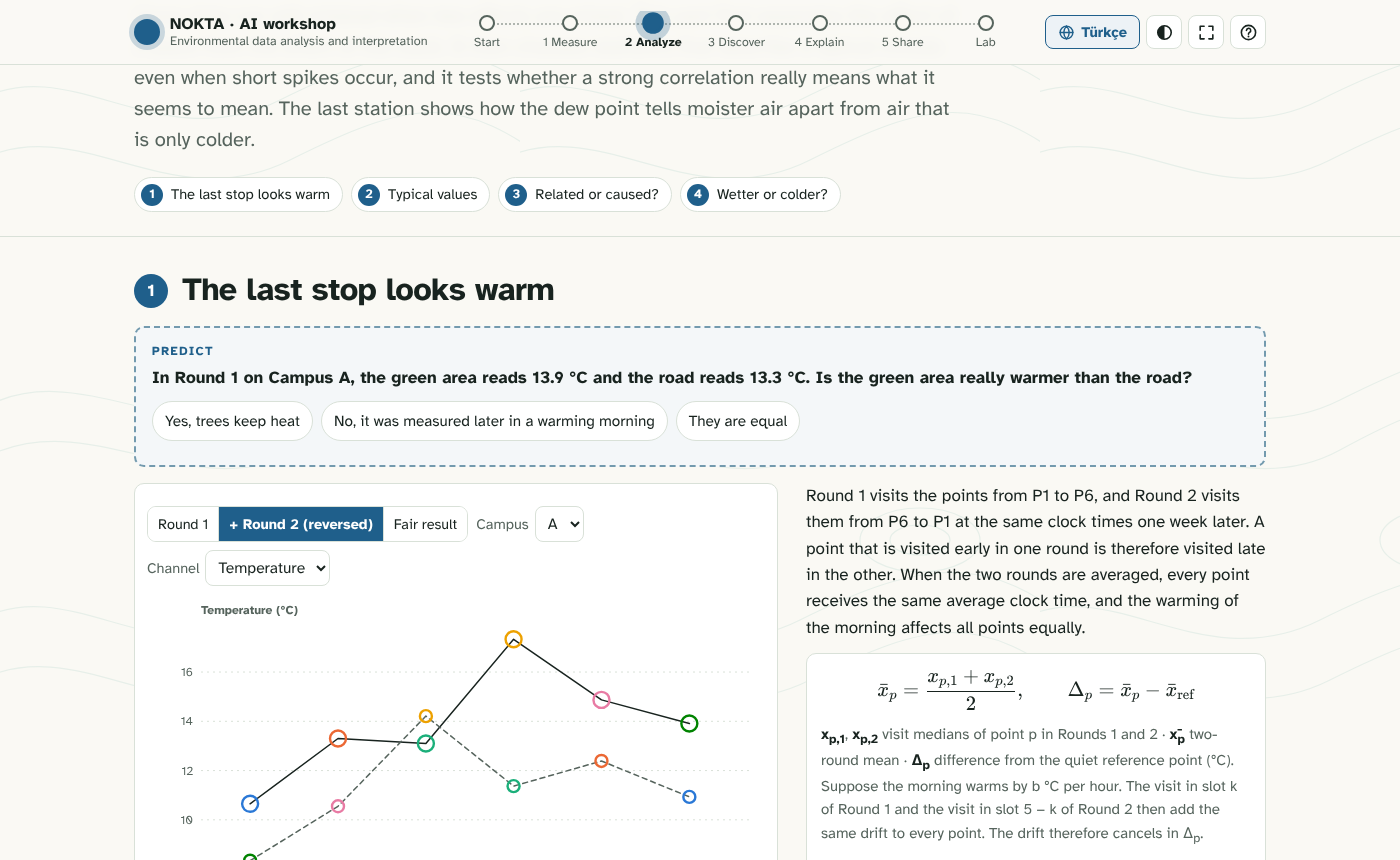 NOKTA · AI workshop
Environmental data analysis and interpretation
Start
1 Measure
2 Analyze
3 Discover
4 Explain
5 Share
Lab
Türkçe
even when short spikes occur, and it tests whether a strong correlation really means what it
seems to mean. The last station shows how the dew point tells moister air apart from air that
is only colder.
1 The last stop looks warm
2 Typical values
3 Related or caused?
4 Wetter or colder?
1 The last stop looks warm
PREDICT
In Round 1 on Campus A, the green area reads 13.9 °C and the road reads 13.3 °C. Is the green area really warmer than the road?
Yes, trees keep heat
No, it was measured later in a warming morning
They are equal
Round 1
+ Round 2 (reversed)
Fair result
Campus
A
Channel
Temperature
Temperature (°C)
16
14
12
10
Round 1 visits the points from P1 to P6, and Round 2 visits
them from P6 to P1 at the same clock times one week later. A
point that is visited early in one round is therefore visited late
in the other. When the two rounds are averaged, every point
receives the same average clock time, and the warming of
the morning affects all points equally.
x̄p = (xp,1 + xp,2) / 2, Δp = x̄p − x̄ref
xp,1, xp,2 visit medians of point p in Rounds 1 and 2 · x̄p two-
round mean · Δp difference from the quiet reference point (°C).
Suppose the morning warms by b °C per hour. The visit in slot k
of Round 1 and the visit in slot 5 − k of Round 2 then add the
same drift to every point. The drift therefore cancels in Δp.